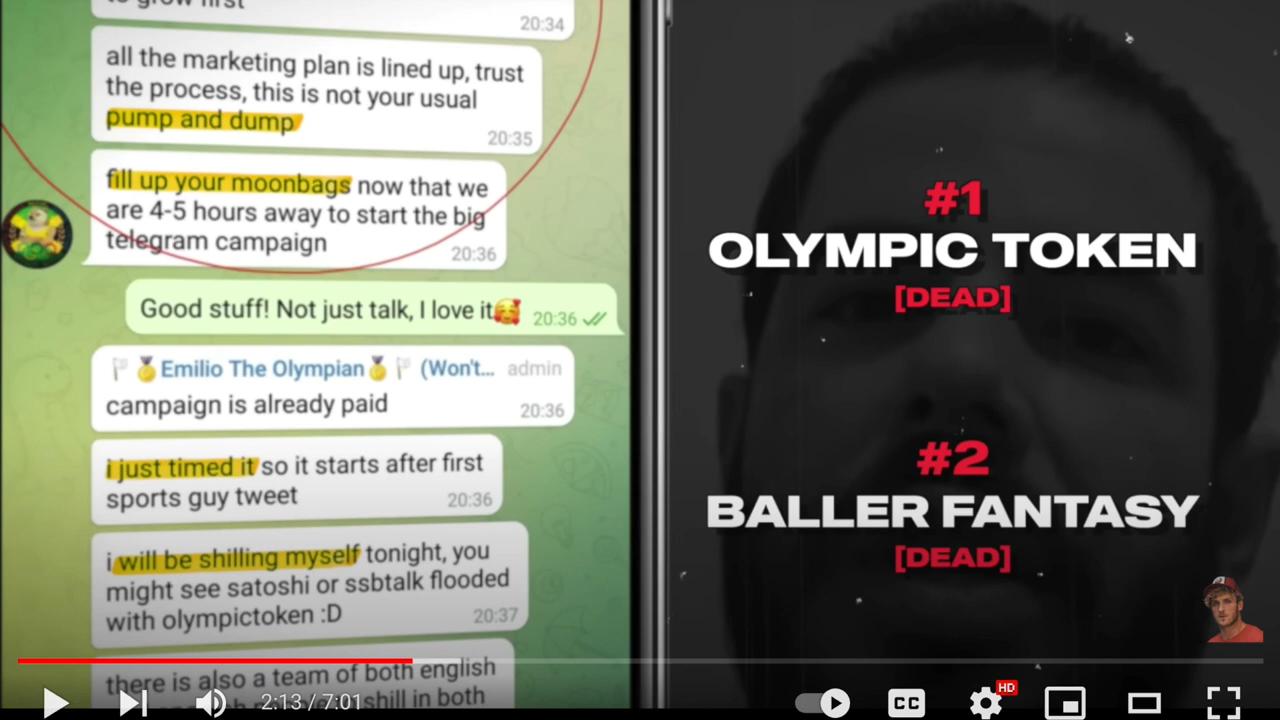 to grow first
20:34
all the marketing plan is lined up, trust
the process, this is not your usual
pump and dump
20:35
fill up your moonbags now that we
are 4-5 hours away to start the big
telegram campaign
20:36
Good stuff! Not just talk, I love it🥰 20:36
🏳️🏅Emilio The Olympian🏅🏳️ (Won't... admin
campaign is already paid
20:36
i just timed it so it starts after first
sports guy tweet
20:36
i will be shilling myself tonight, you
might see satoshi or ssbtalk flooded
with olympictoken :D
20:37
there is also a team of both english
shill in both
#1
OLYMPIC TOKEN
[DEAD]
#2
BALLER FANTASY
[DEAD]
2:13 / 7:01
CC
HD